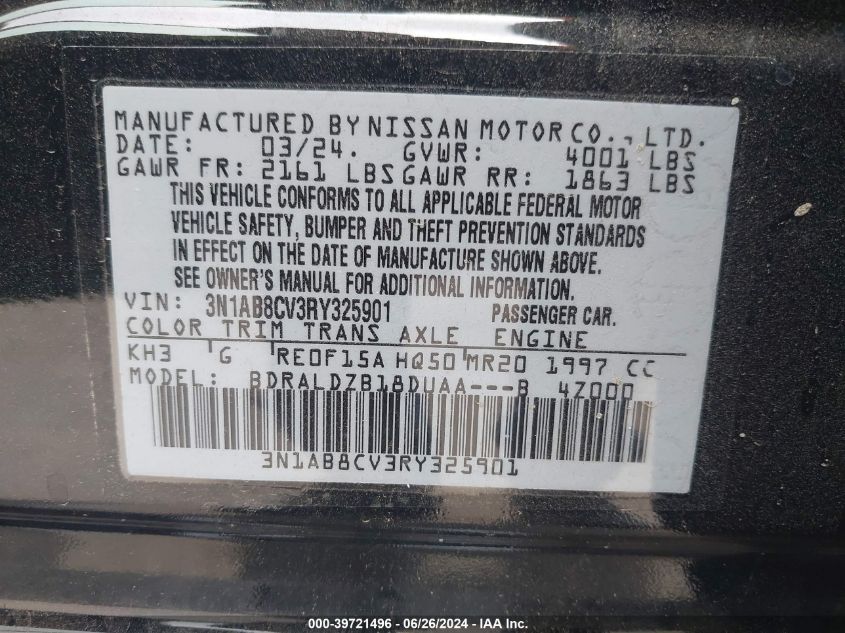 MANUFACTURED BY NISSAN MOTOR CO., LTD.
DATE: 03/24. GVWR: 4001 LBS
GAWR FR: 2161 LBS GAWR RR: 1863 LBS
THIS VEHICLE CONFORMS TO ALL APPLICABLE FEDERAL MOTOR
VEHICLE SAFETY, BUMPER AND THEFT PREVENTION STANDARDS
IN EFFECT ON THE DATE OF MANUFACTURE SHOWN ABOVE.
SEE OWNER'S MANUAL FOR ADDITIONAL INFORMATION.
VIN: 3N1AB8CV3RY325901 PASSENGER CAR.
COLOR TRIM TRANS AXLE ENGINE
KH3 G RE0F15A HQ50 MR20 1997 CC
MODEL: BDRALDZB18DUAA---B 4Z000
3N1AB8CV3RY325901
000-39721496 / 06/26/2024 / IAA Inc.